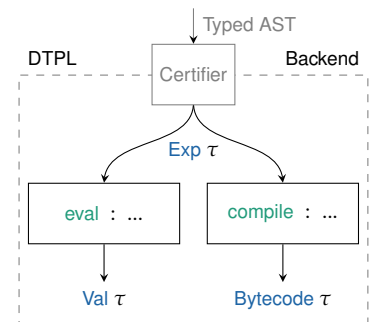 Typed AST
DTPL
Backend
Certifier
Exp τ
eval : ...
compile : ...
Val τ
Bytecode τ